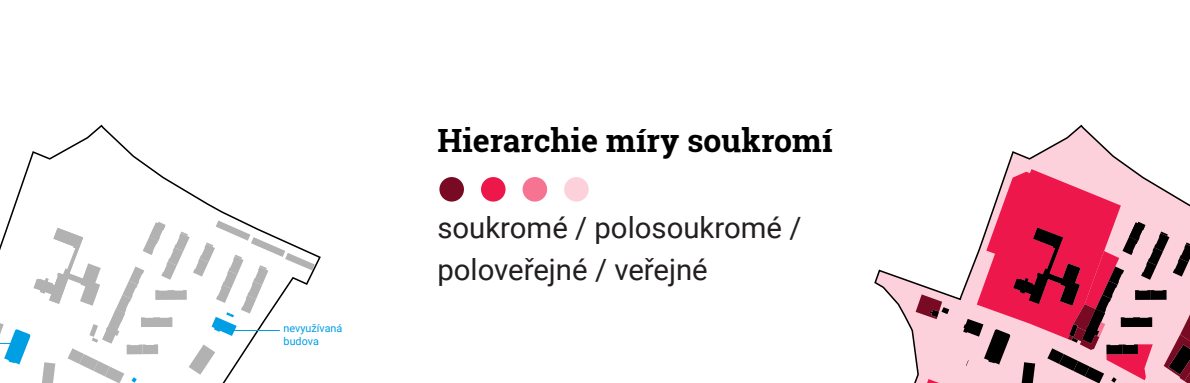 Hierarchie míry soukromí
soukromé / polosoukromé /
poloveřejné / veřejné
nevyužívaná
budova